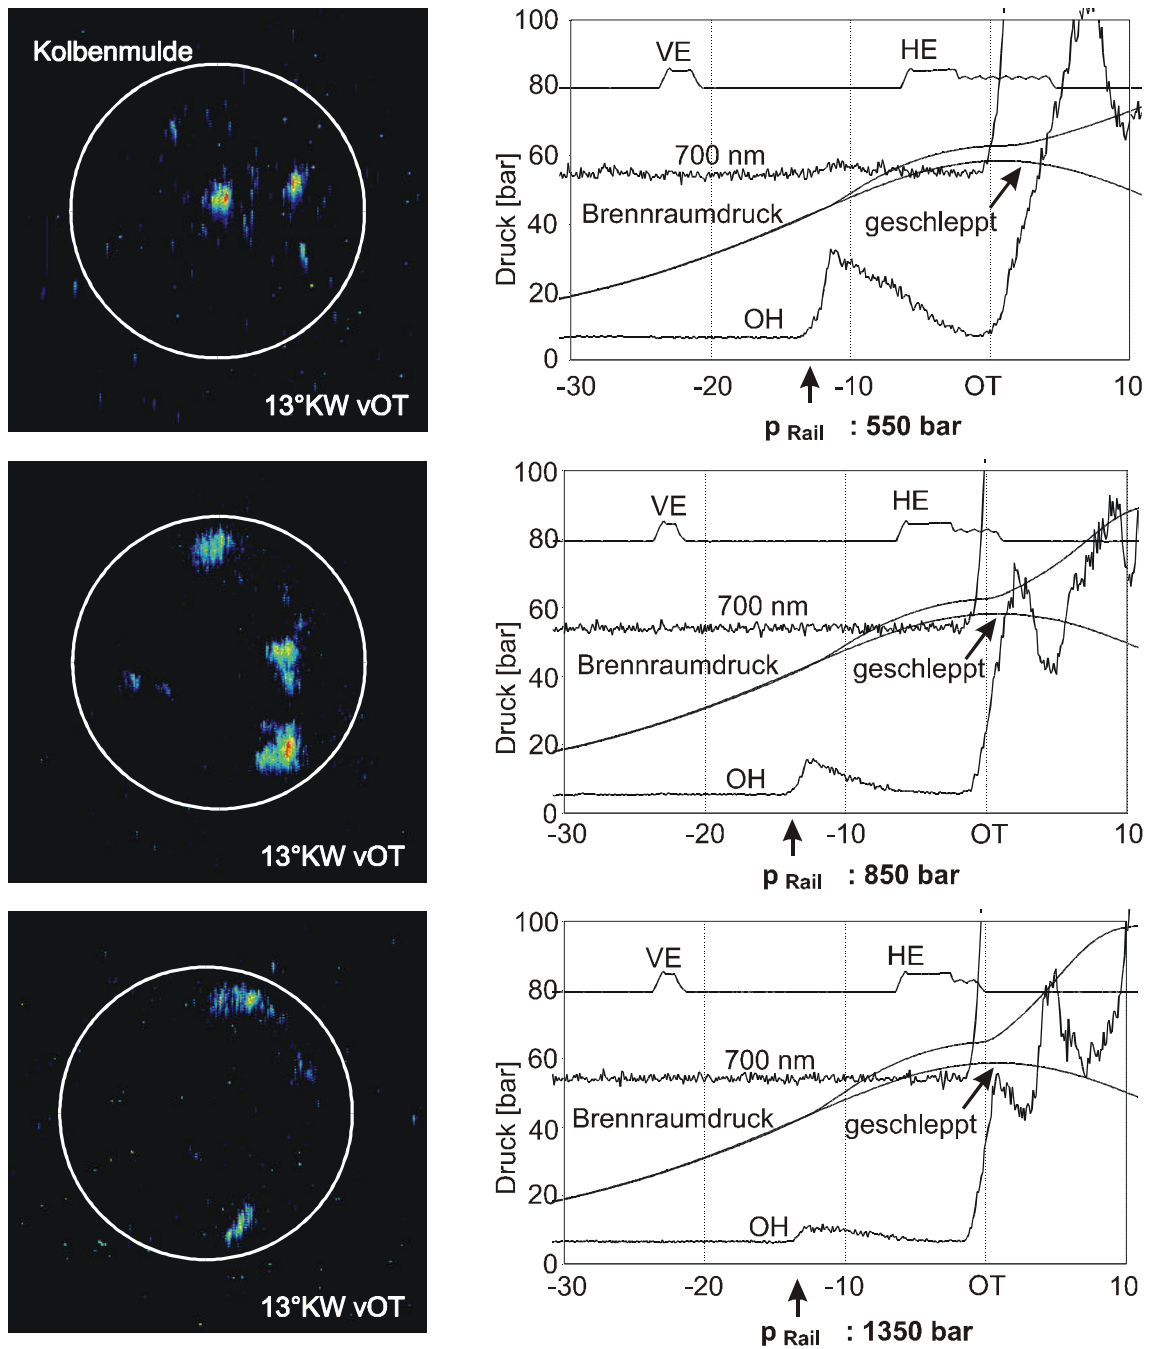 Kolbenmulde
13°KW vOT
100
80
60
40
20
0
Druck [bar]
VE
HE
700 nm
Brennraumdruck
geschleppt
OH
-30
-20
-10
OT
10
p Rail : 550 bar
13°KW vOT
100
80
60
40
20
0
Druck [bar]
VE
HE
700 nm
Brennraumdruck
geschleppt
OH
-30
-20
-10
OT
10
p Rail : 850 bar
13°KW vOT
100
80
60
40
20
0
Druck [bar]
VE
HE
700 nm
Brennraumdruck
geschleppt
OH
-30
-20
-10
OT
10
p Rail : 1350 bar